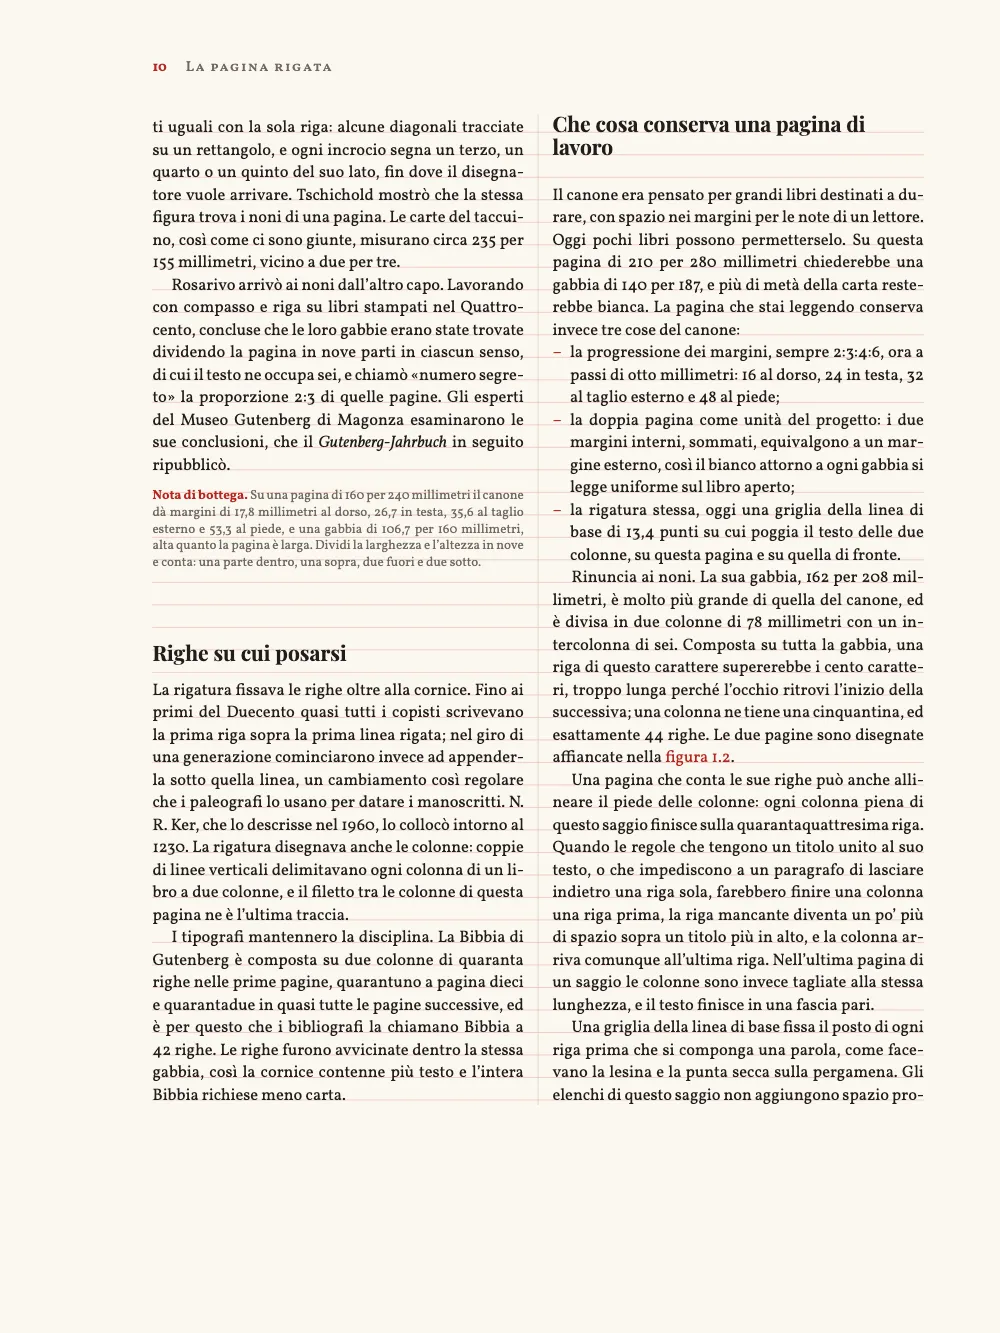 10 La pagina rigata
ti uguali con la sola riga: alcune diagonali tracciate
su un rettangolo, e ogni incrocio segna un terzo, un
quarto o un quinto del suo lato, fin dove il disegna-
tore vuole arrivare. Tschichold mostrò che la stessa
figura trova i noni di una pagina. Le carte del taccui-
no, così come ci sono giunte, misurano circa 235 per
155 millimetri, vicino a due per tre.
Rosarivo arrivò ai noni dall’altro capo. Lavorando
con compasso e riga su libri stampati nel Quattro-
cento, concluse che le loro gabbie erano state trovate
dividendo la pagina in nove parti in ciascun senso,
di cui il testo ne occupa sei, e chiamò «numero segre-
to» la proporzione 2:3 di quelle pagine. Gli esperti
del Museo Gutenberg di Magonza esaminarono le
sue conclusioni, che il Gutenberg-Jahrbuch in seguito
ripubblicò.
Nota di bottega. Su una pagina di 160 per 240 millimetri il canone
dà margini di 17,8 millimetri al dorso, 26,7 in testa, 35,6 al taglio
esterno e 53,3 al piede, e una gabbia di 106,7 per 160 millimetri,
alta quanto la pagina è larga. Dividi la larghezza e l’altezza in nove
e conta: una parte dentro, una sopra, due fuori e due sotto.
Righe su cui posarsi
La rigatura fissava le righe oltre alla cornice. Fino ai
primi del Duecento quasi tutti i copisti scrivevano
la prima riga sopra la prima linea rigata; nel giro di
una generazione cominciarono invece ad appender-
la sotto quella linea, un cambiamento così regolare
che i paleografi lo usano per datare i manoscritti. N.
R. Ker, che lo descrisse nel 1960, lo collocò intorno al
1230. La rigatura disegnava anche le colonne: coppie
di linee verticali delimitavano ogni colonna di un li-
bro a due colonne, e il filetto tra le colonne di questa
pagina ne è l’ultima traccia.
I tipografi mantennero la disciplina. La Bibbia di
Gutenberg è composta su due colonne di quaranta
righe nelle prime pagine, quarantuno a pagina dieci
e quarantadue in quasi tutte le pagine successive, ed
è per questo che i bibliografi la chiamano Bibbia a
42 righe. Le righe furono avvicinate dentro la stessa
gabbia, così la cornice contenne più testo e l’intera
Bibbia richiese meno carta.
Che cosa conserva una pagina di
lavoro
Il canone era pensato per grandi libri destinati a du-
rare, con spazio nei margini per le note di un lettore.
Oggi pochi libri possono permetterselo. Su questa
pagina di 210 per 280 millimetri chiederebbe una
gabbia di 140 per 187, e più di metà della carta reste-
rebbe bianca. La pagina che stai leggendo conserva
invece tre cose del canone:
– la progressione dei margini, sempre 2:3:4:6, ora a
passi di otto millimetri: 16 al dorso, 24 in testa, 32
al taglio esterno e 48 al piede;
– la doppia pagina come unità del progetto: i due
margini interni, sommati, equivalgono a un mar-
gine esterno, così il bianco attorno a ogni gabbia si
legge uniforme sul libro aperto;
– la rigatura stessa, oggi una griglia della linea di
base di 13,4 punti su cui poggia il testo delle due
colonne, su questa pagina e su quella di fronte.
Rinuncia ai noni. La sua gabbia, 162 per 208 mil-
limetri, è molto più grande di quella del canone, ed
è divisa in due colonne di 78 millimetri con un in-
tercolonna di sei. Composta su tutta la gabbia, una
riga di questo carattere supererebbe i cento caratte-
ri, troppo lunga perché l’occhio ritrovi l’inizio della
successiva; una colonna ne tiene una cinquantina, ed
esattamente 44 righe. Le due pagine sono disegnate
affiancate nella figura 1.2.
Una pagina che conta le sue righe può anche alli-
neare il piede delle colonne: ogni colonna piena di
questo saggio finisce sulla quarantaquattresima riga.
Quando le regole che tengono un titolo unito al suo
testo, o che impediscono a un paragrafo di lasciare
indietro una riga sola, farebbero finire una colonna
una riga prima, la riga mancante diventa un po’ più
di spazio sopra un titolo più in alto, e la colonna ar-
riva comunque all’ultima riga. Nell’ultima pagina di
un saggio le colonne sono invece tagliate alla stessa
lunghezza, e il testo finisce in una fascia pari.
Una griglia della linea di base fissa il posto di ogni
riga prima che si componga una parola, come face-
vano la lesina e la punta secca sulla pergamena. Gli
elenchi di questo saggio non aggiungono spazio pro-